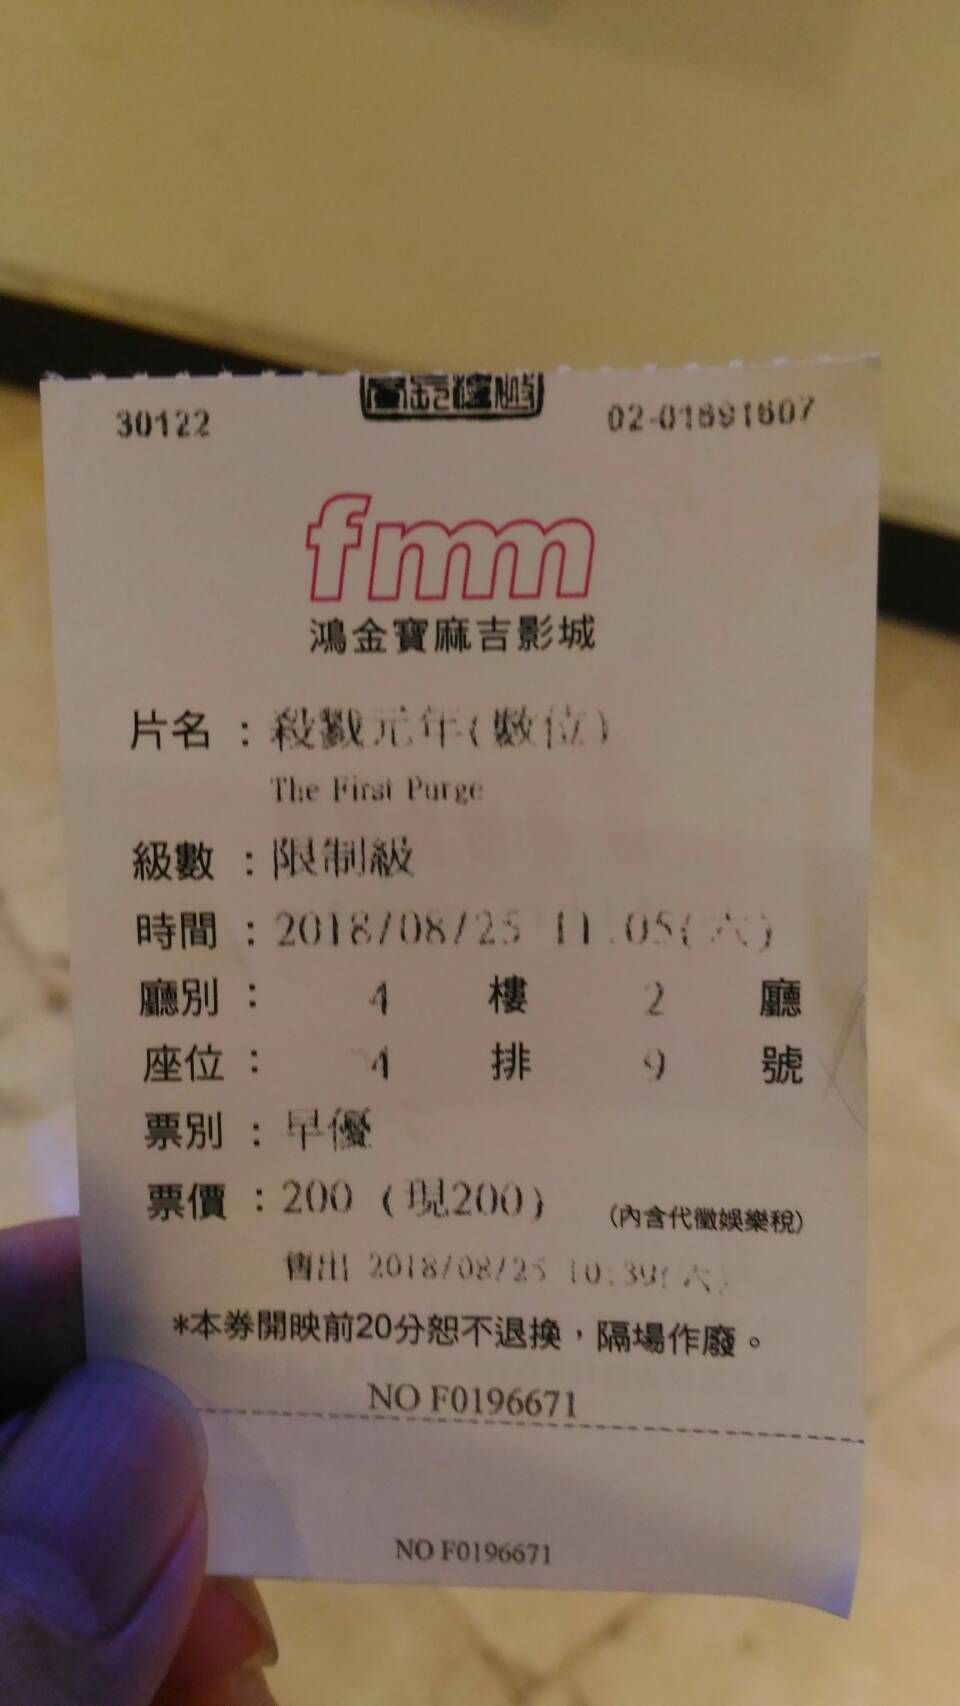 30122
02-01691607
fmm
鴻金寶麻吉影城
片名：殺戮元年(數位)
The First Purge
級數：限制級
時間：2018/08/25 11:05(六)
廳別：4樓2廳
座位：4排9號
票別：早優
票價：200 (現200) (內含代徵娛樂稅)
售出 2018/08/25 10:39(六)
*本券開映前20分恕不退換，隔場作廢。
NO F0196671
NO F0196671